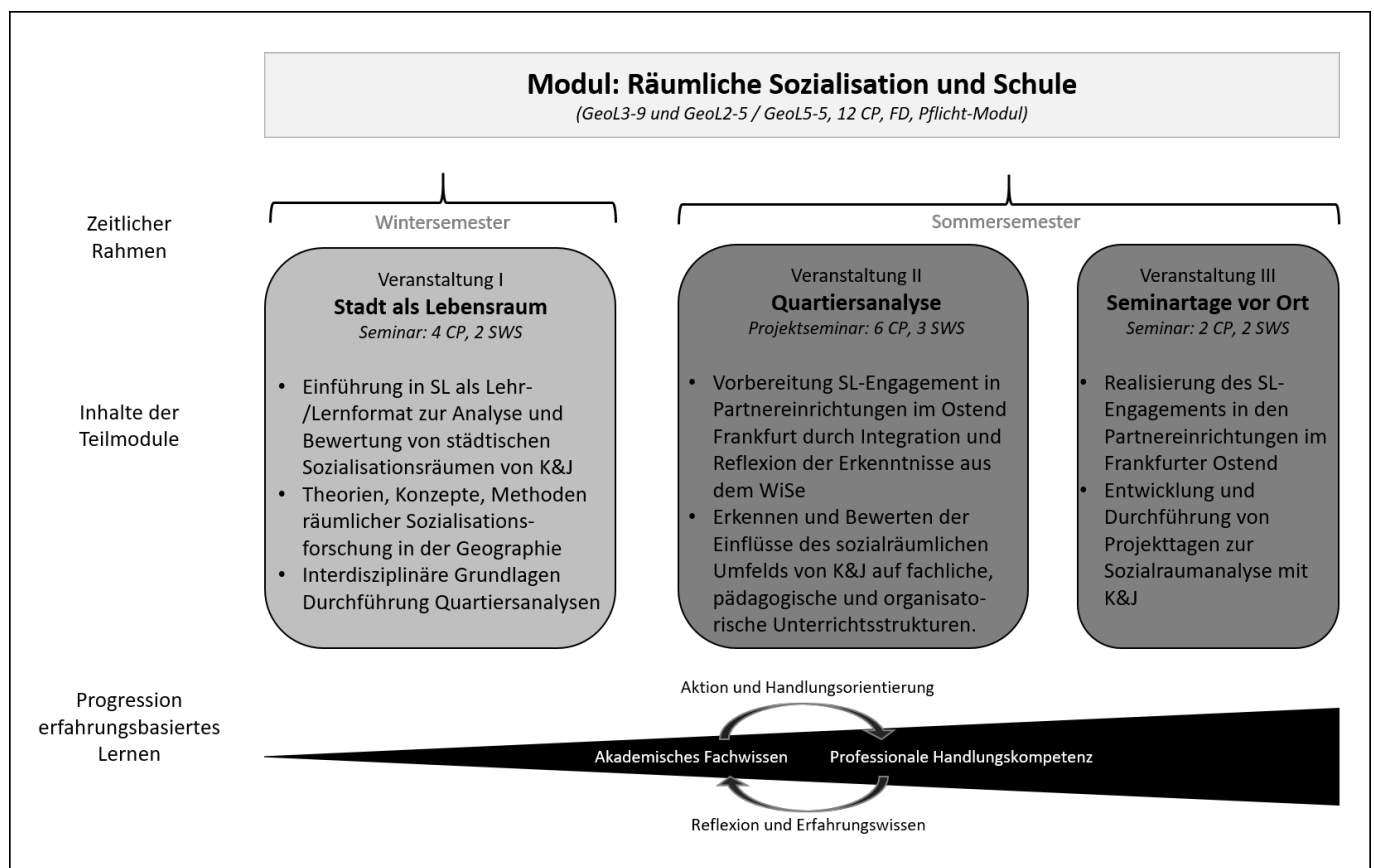 Modul: Räumliche Sozialisation und Schule
(GeoL3-9 und GeoL2-5 / GeoL5-5, 12 CP, FD, Pflicht-Modul)
Zeitlicher
Rahmen
Wintersemester
Sommersemester
Inhalte der
Teilmodule
Veranstaltung I
Stadt als Lebensraum
Seminar: 4 CP, 2 SWS
• Einführung in SL als Lehr-
/Lernformat zur Analyse und
Bewertung von städtischen
Sozialisationsräumen von K&J
• Theorien, Konzepte, Methoden
räumlicher Sozialisations-
forschung in der Geographie
• Interdisziplinäre Grundlagen
Durchführung Quartiersanalysen
Veranstaltung II
Quartiersanalyse
Projektseminar: 6 CP, 3 SWS
• Vorbereitung SL-Engagement in
Partnereinrichtungen im Ostend
Frankfurt durch Integration und
Reflexion der Erkenntnisse aus
dem WiSe
• Erkennen und Bewerten der
Einflüsse des sozialräumlichen
Umfelds von K&J auf fachliche,
pädagogische und organisato-
rische Unterrichtsstrukturen.
Veranstaltung III
Seminartage vor Ort
Seminar: 2 CP, 2 SWS
• Realisierung des SL-
Engagements in den
Partnereinrichtungen im
Frankfurter Ostend
• Entwicklung und
Durchführung von
Projekttagen zur
Sozialraumanalyse mit
K&J
Progression
erfahrungsbasiertes
Lernen
Aktion und Handlungsorientierung
Akademisches Fachwissen
Professionale Handlungskompetenz
Reflexion und Erfahrungswissen